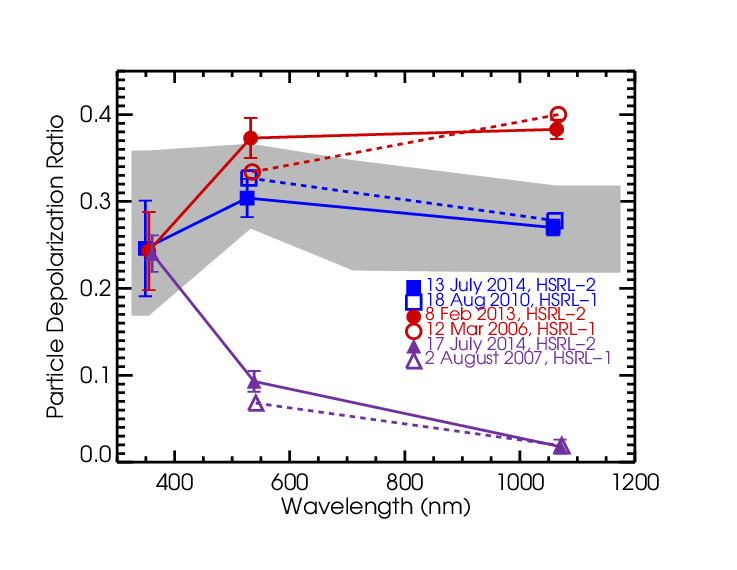 0.4
0.3
0.2
0.1
0.0
Particle Depolarization Ratio
13 July 2014, HSRL−2
18 Aug 2010, HSRL−1
8 Feb 2013, HSRL−2
12 Mar 2006, HSRL−1
17 July 2014, HSRL−2
2 August 2007, HSRL−1
400 600 800 1000 1200
Wavelength (nm)